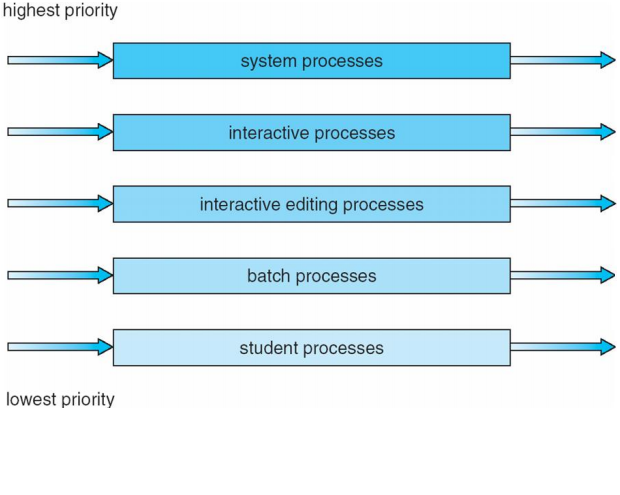 highest priority
system processes
interactive processes
interactive editing processes
batch processes
student processes
lowest priority